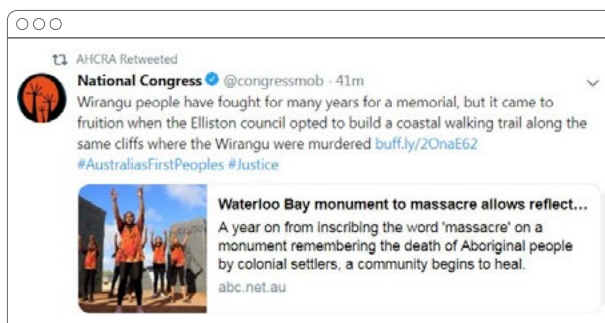 AHCRA Retweeted
National Congress @congressmob · 41m
Wirangu people have fought for many years for a memorial, but it came to
fruition when the Elliston council opted to build a coastal walking trail along the
same cliffs where the Wirangu were murdered buff.ly/2OnaE62
#AustraliasFirstPeoples #Justice
Waterloo Bay monument to massacre allows reflect...
A year on from inscribing the word 'massacre' on a
monument remembering the death of Aboriginal people
by colonial settlers, a community begins to heal.
abc.net.au